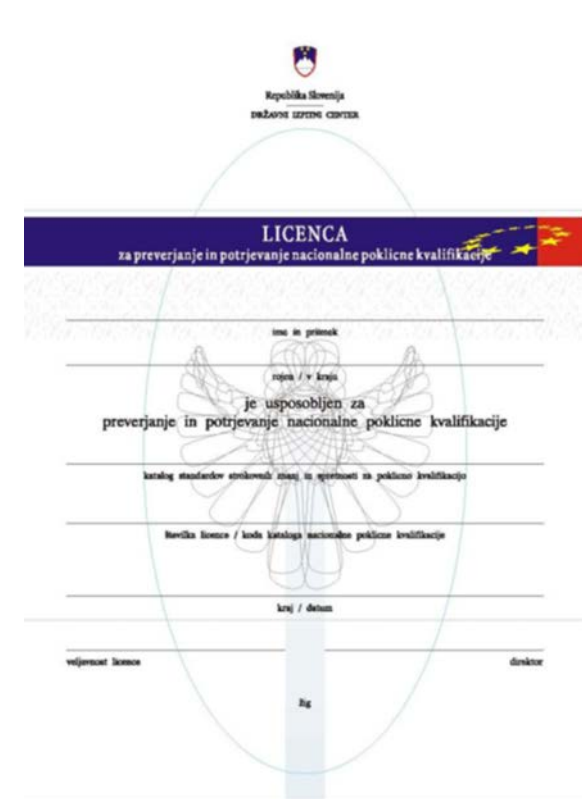 Republika Slovenija
DRŽAVNI IZPITNI CENTER
LICENCA
za preverjanje in potrjevanje nacionalne poklicne kvalifikacije
ime in priimek
rojen / v kraju
je usposobljen za
preverjanje in potrjevanje nacionalne poklicne kvalifikacije
katalog standardov strokovnih znanj in spretnosti za poklicno kvalifikacijo
številka licence / koda kataloga nacionalne poklicne kvalifikacije
kraj / datum
veljavnost licence
direktor
žig